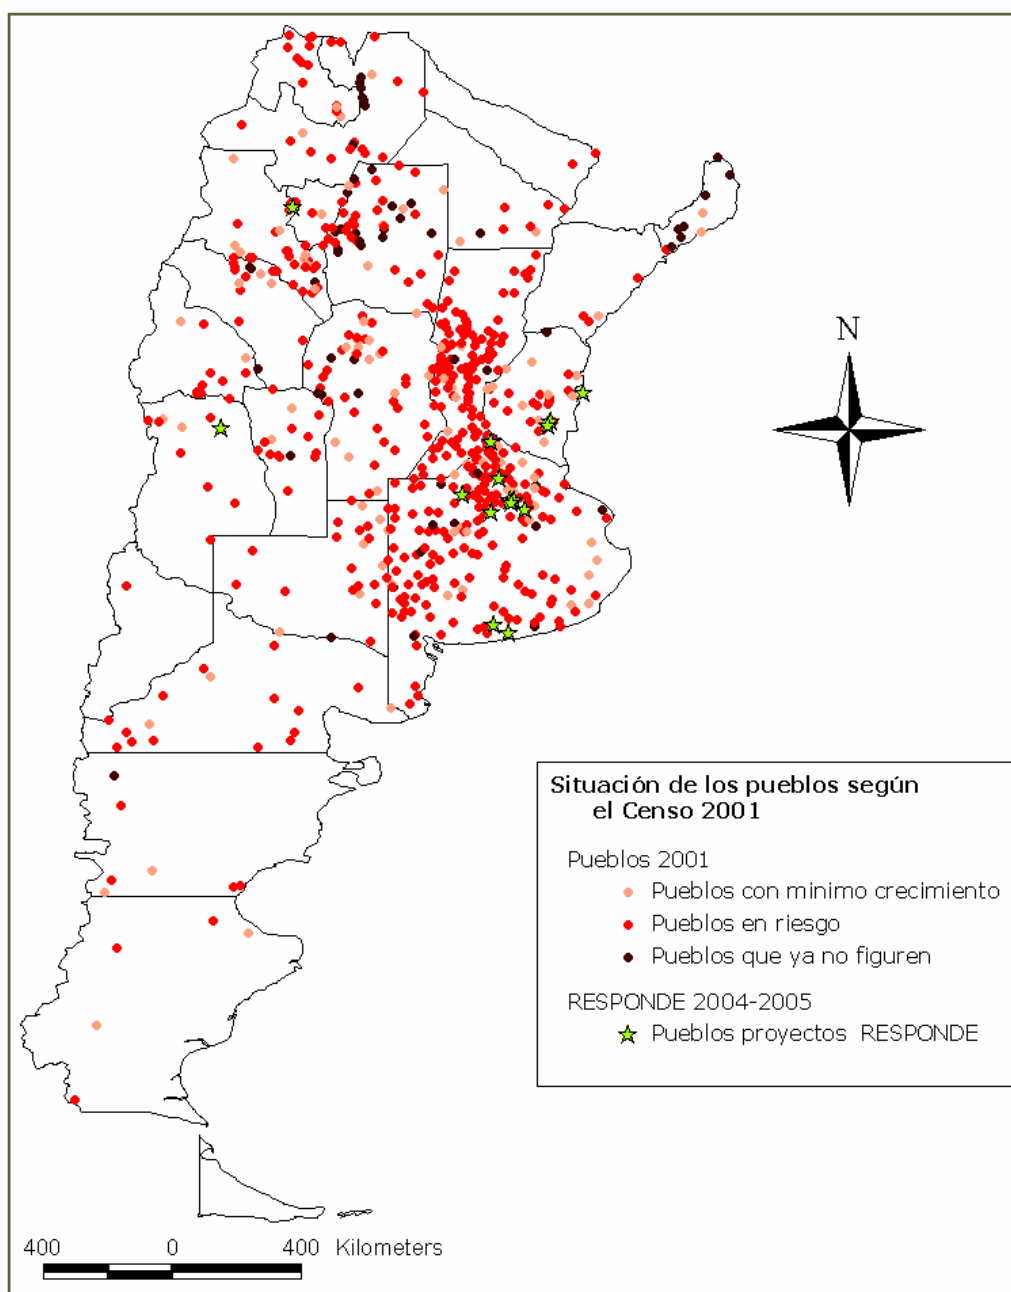 N
Situación de los pueblos según
el Censo 2001
Pueblos 2001
Pueblos con minimo crecimiento
Pueblos en riesgo
Pueblos que ya no figuren
RESPONDE 2004-2005
Pueblos proyectos RESPONDE
400 0 400 Kilometers